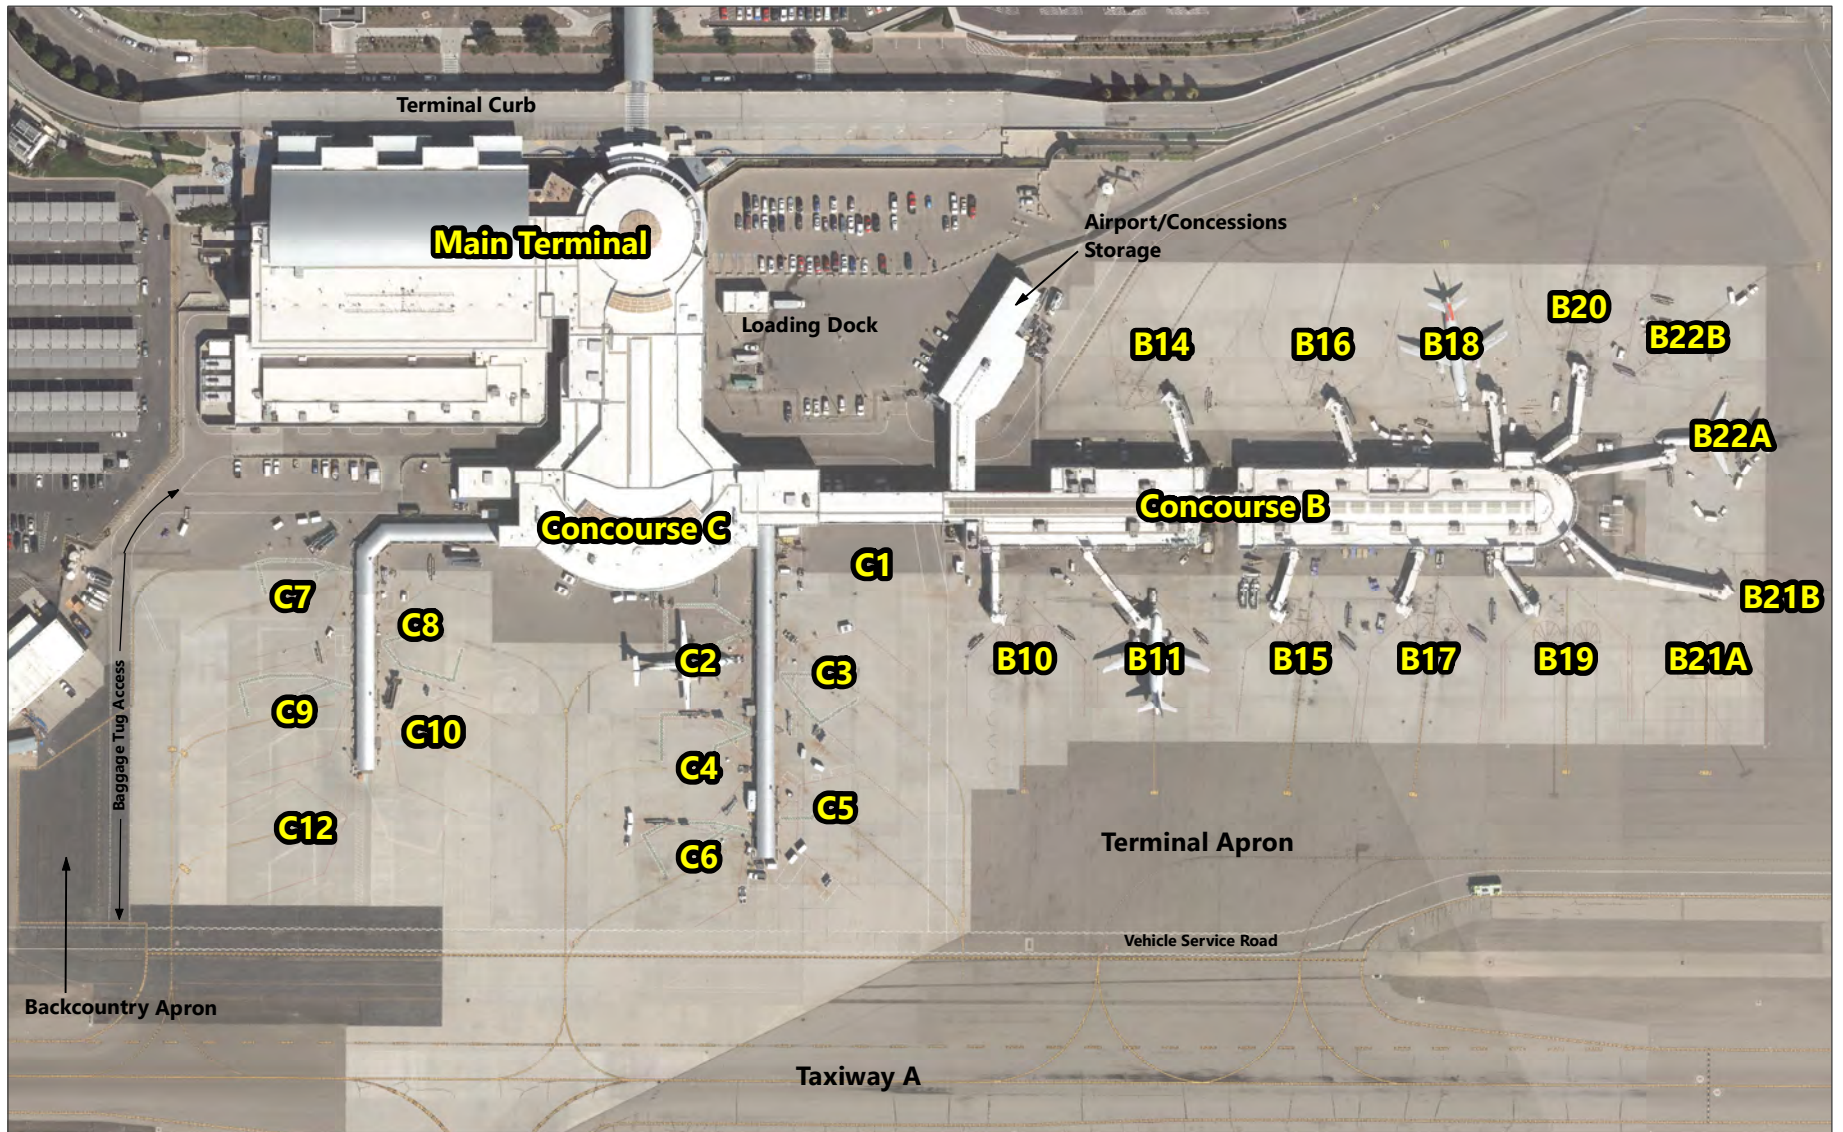 Terminal Curb
Main Terminal
Airport/Concessions
Storage
Loading Dock
B14
B16
B18
B20
B22B
B22A
Concourse C
Concourse B
C1
C7
C8
C2
C3
B10
B11
B15
B17
B19
B21A
B21B
C9
C10
C4
C5
C12
C6
Baggage Tug Access
Terminal Apron
Vehicle Service Road
Backcountry Apron
Taxiway A